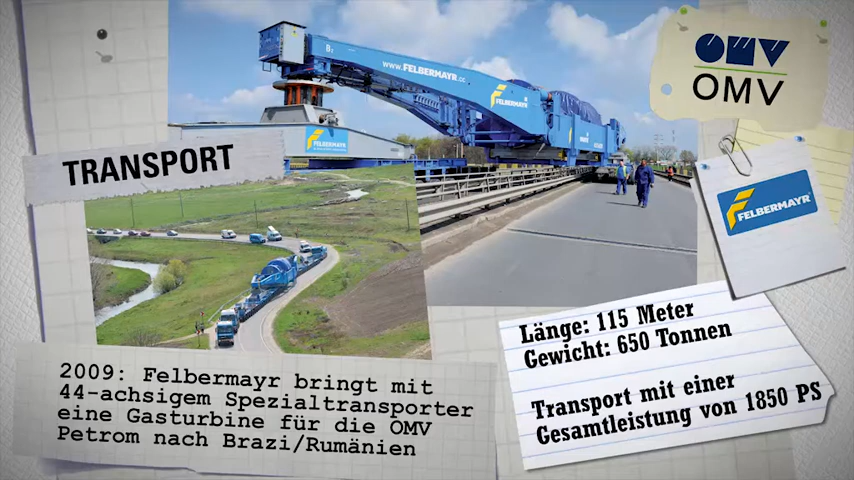 B2
www.FELBERMAYR.cc
FELBERMAYR
FELBERMAYR
OMV
OMV
TRANSPORT
FELBERMAYR
Länge: 115 Meter
Gewicht: 650 Tonnen
Transport mit einer
Gesamtleistung von 1850 PS
2009: Felbermayr bringt mit
44-achsigem Spezialtransporter
eine Gasturbine für die OMV
Petrom nach Brazi/Rumänien